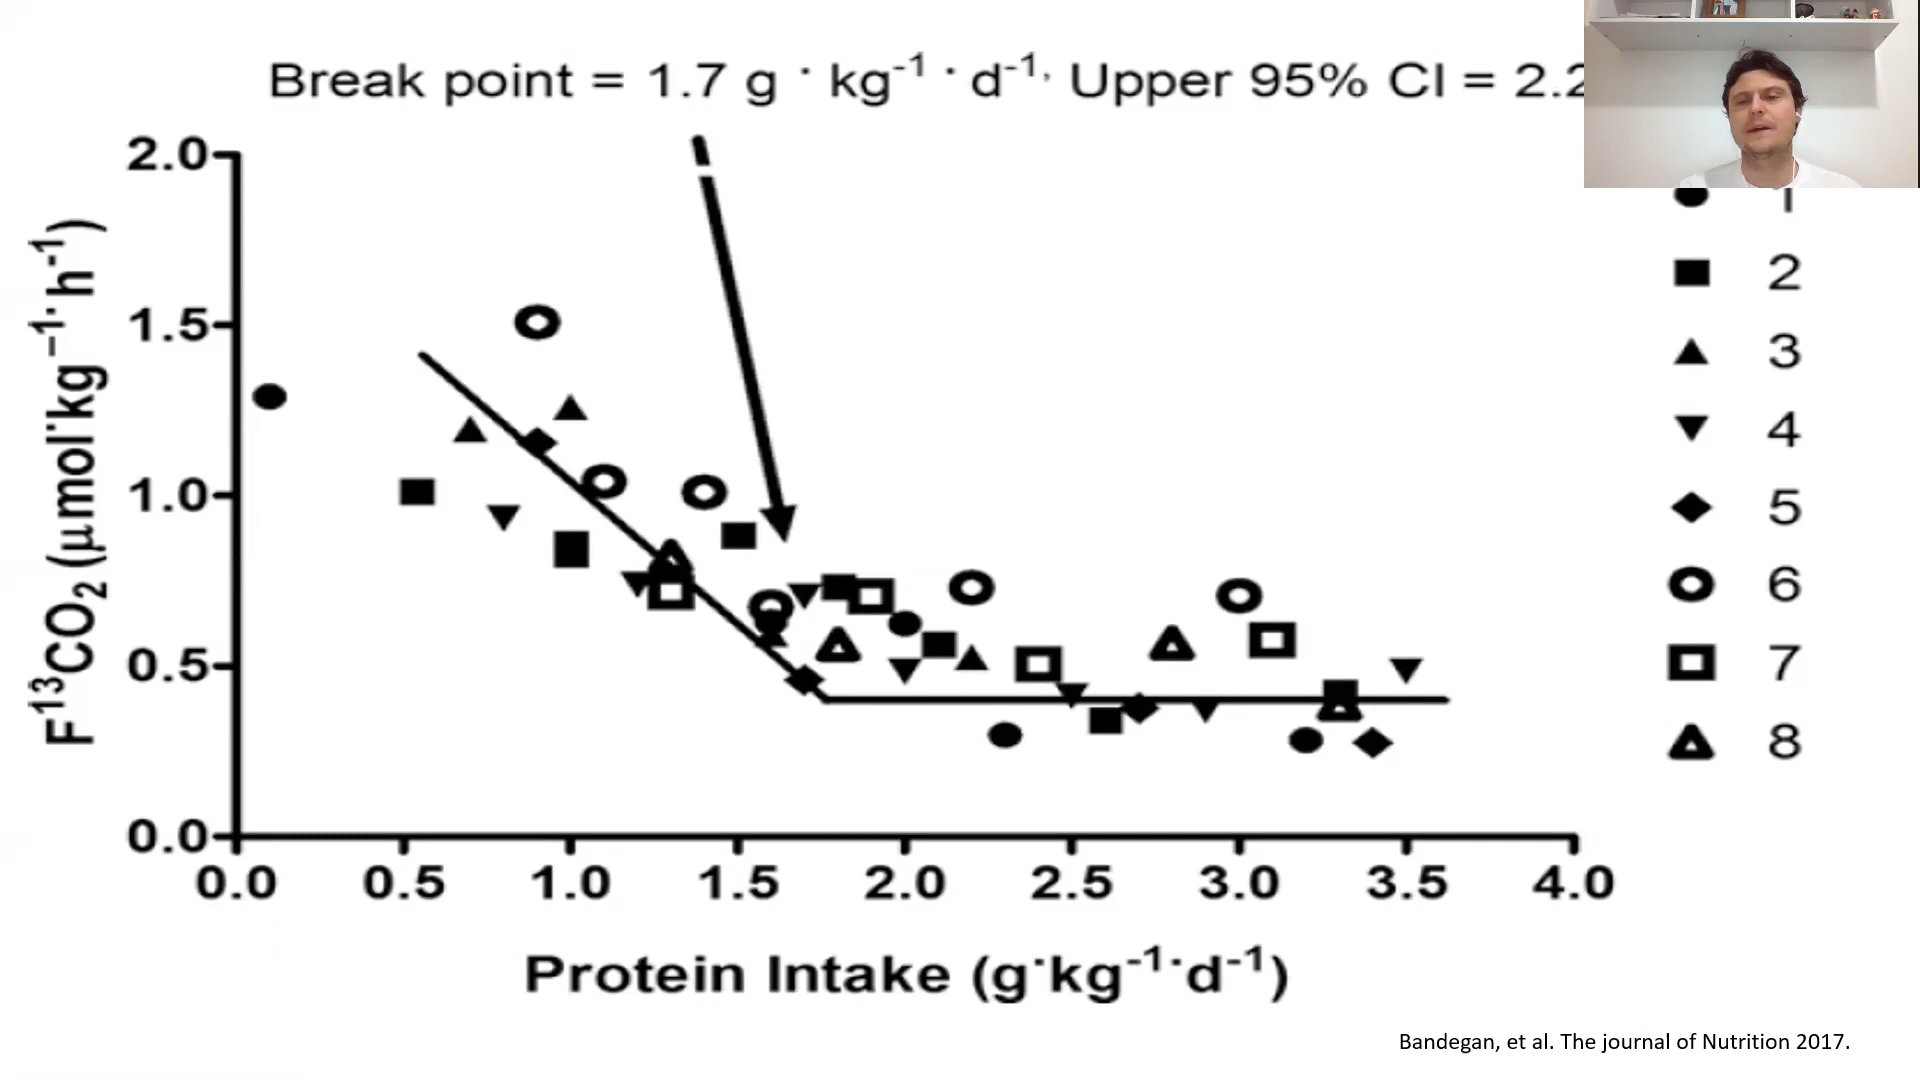 Break point = 1.7 g · kg⁻¹ · d⁻¹, Upper 95% CI = 2.2
2.0
1.5
1.0
0.5
0.0
F¹³CO₂ (µmol·kg⁻¹·h⁻¹)
0.0 0.5 1.0 1.5 2.0 2.5 3.0 3.5 4.0
Protein Intake (g·kg⁻¹·d⁻¹)
1
2
3
4
5
6
7
8
Bandegan, et al. The journal of Nutrition 2017.